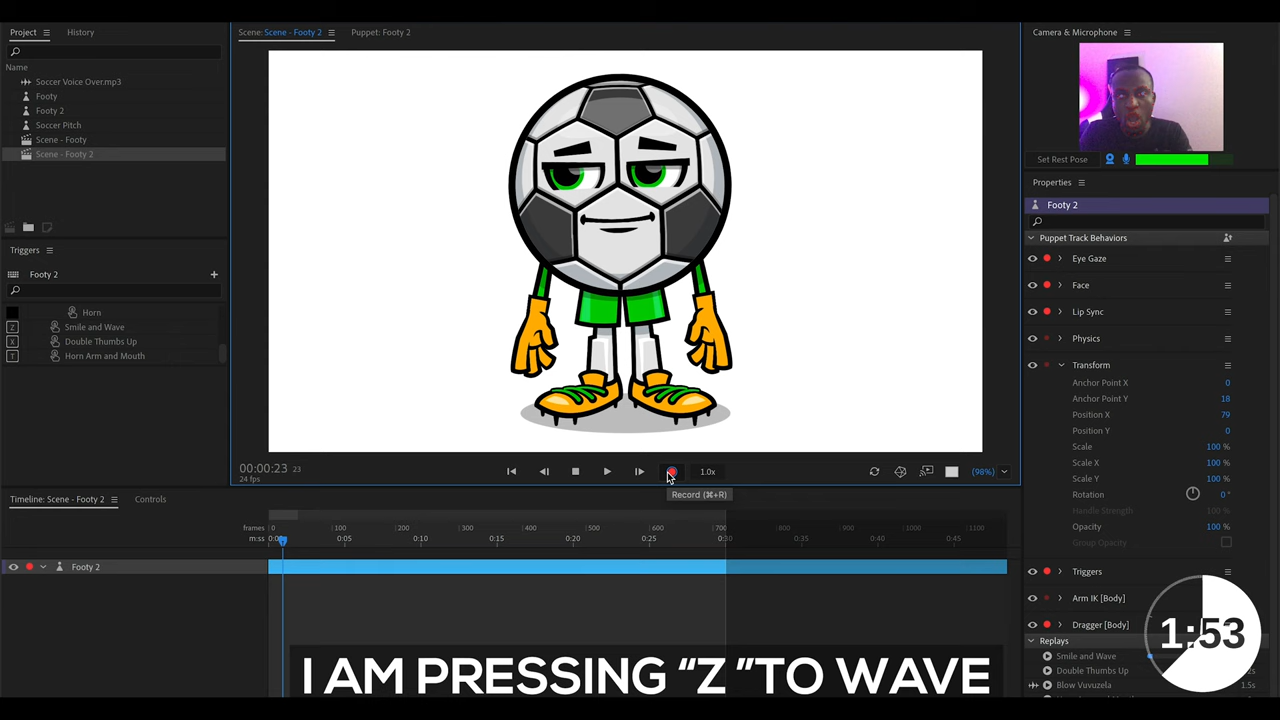 Project
History
Name
Soccer Voice Over.mp3
Footy
Footy 2
Soccer Pitch
Scene - Footy
Scene - Footy 2
Triggers
Footy 2
Horn
Z Smile and Wave
X Double Thumbs Up
T Horn Arm and Mouth
Scene: Scene - Footy 2
Puppet: Footy 2
00:00:23 23
24 fps
1.0x
(98%)
Record (⌘+R)
Timeline: Scene - Footy 2
Controls
frames 0 100 200 300 400 500 600 700 800 900 1000 1100
m:ss 0:00 0:05 0:10 0:15 0:20 0:25 0:30 0:35 0:40 0:45
Footy 2
Camera & Microphone
Set Rest Pose
Properties
Footy 2
Puppet Track Behaviors
Eye Gaze
Face
Lip Sync
Physics
Transform
Anchor Point X 0
Anchor Point Y 18
Position X 79
Position Y 0
Scale 100 %
Scale X 100 %
Scale Y 100 %
Rotation 0 °
Handle Strength 100 %
Opacity 100 %
Group Opacity
Triggers
Arm IK [Body]
Dragger [Body]
Replays
Smile and Wave
Double Thumbs Up
Blow Vuvuzela 1.5s
1:53
I AM PRESSING “Z ”TO WAVE